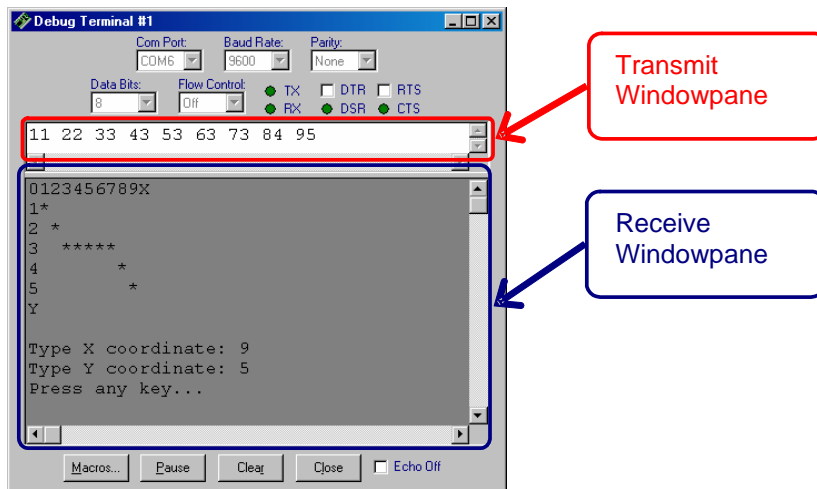 Debug Terminal #1
Com Port: Baud Rate: Parity:
COM6 9600 None
Data Bits: Flow Control: TX DTR RTS
8 Off RX DSR CTS
11 22 33 43 53 63 73 84 95
0123456789X
1*
2 *
3  *****
4       *
5        *
Y
Type X coordinate: 9
Type Y coordinate: 5
Press any key...
Macros... Pause Clear Close Echo Off
Transmit
Windowpane
Receive
Windowpane